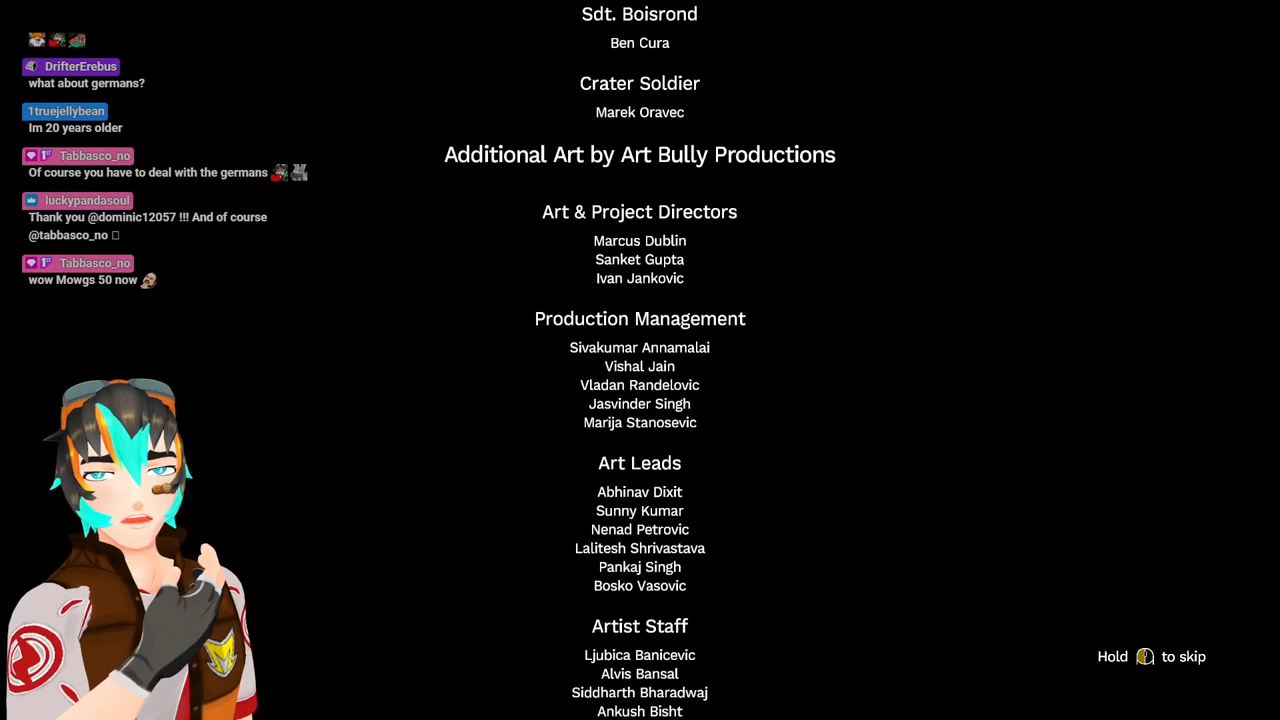 DrifterErebus
what about germans?
1truejellybean
Im 20 years older
Tabbasco_no
Of course you have to deal with the germans
luckypandasoul
Thank you @dominic12057 !!! And of course
@tabbasco_no
Tabbasco_no
wow Mowgs 50 now
Sdt. Boisrond
Ben Cura
Crater Soldier
Marek Oravec
Additional Art by Art Bully Productions
Art & Project Directors
Marcus Dublin
Sanket Gupta
Ivan Jankovic
Production Management
Sivakumar Annamalai
Vishal Jain
Vladan Randelovic
Jasvinder Singh
Marija Stanosevic
Art Leads
Abhinav Dixit
Sunny Kumar
Nenad Petrovic
Lalitesh Shrivastava
Pankaj Singh
Bosko Vasovic
Artist Staff
Ljubica Banicevic
Alvis Bansal
Siddharth Bharadwaj
Ankush Bisht
Hold to skip